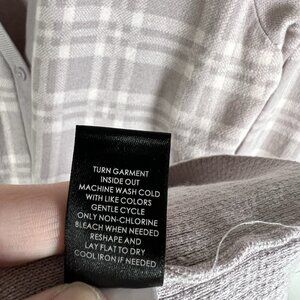 TURN GARMENT
INSIDE OUT
MACHINE WASH COLD
WITH LIKE COLORS
GENTLE CYCLE
ONLY NON-CHLORINE
BLEACH WHEN NEEDED
RESHAPE AND
LAY FLAT TO DRY
COOL IRON IF NEEDED